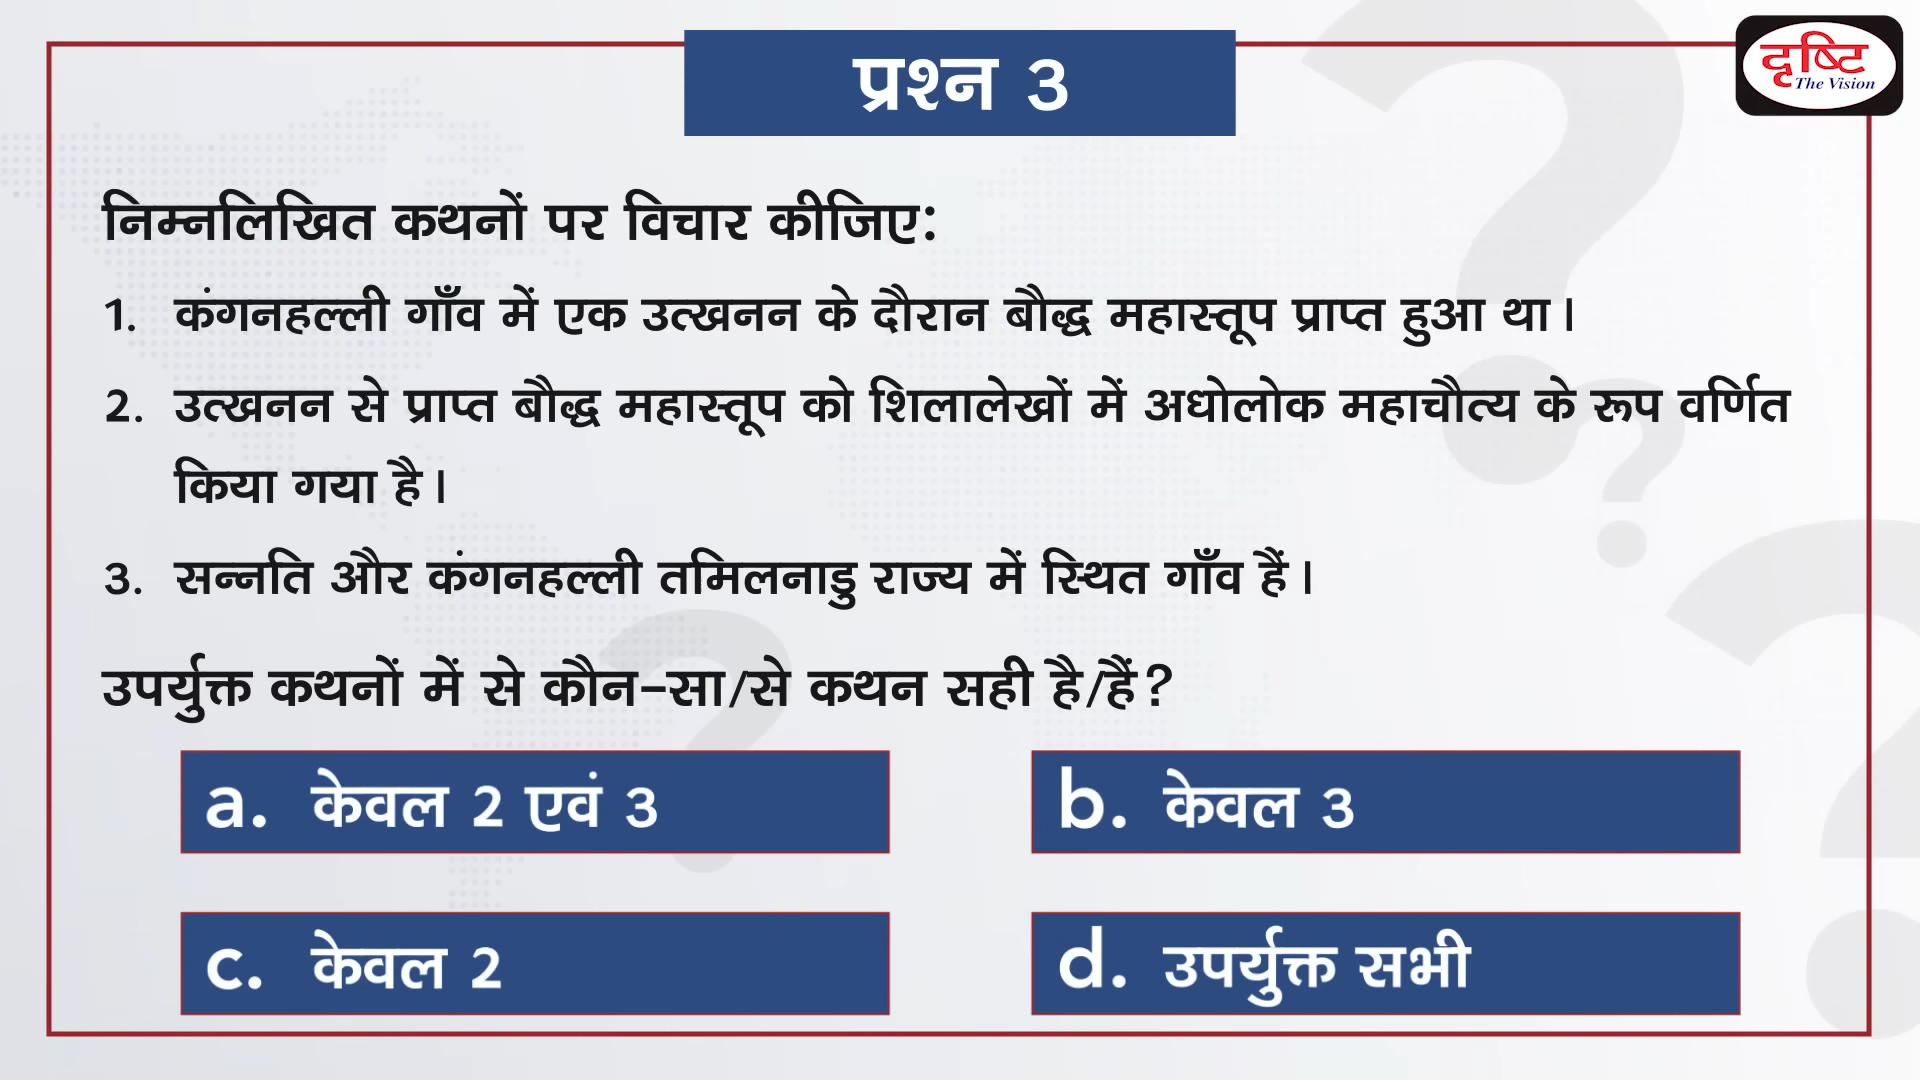 प्रश्न 3
दृष्टि
The Vision
निम्नलिखित कथनों पर विचार कीजिए:
1. कंगनहल्ली गाँव में एक उत्खनन के दौरान बौद्ध महास्तूप प्राप्त हुआ था।
2. उत्खनन से प्राप्त बौद्ध महास्तूप को शिलालेखों में अधोलोक महाचौत्य के रूप वर्णित
किया गया है।
3. सन्नति और कंगनहल्ली तमिलनाडु राज्य में स्थित गाँव हैं।
उपर्युक्त कथनों में से कौन-सा/से कथन सही है/हैं?
a. केवल 2 एवं 3
b. केवल 3
c. केवल 2
d. उपर्युक्त सभी